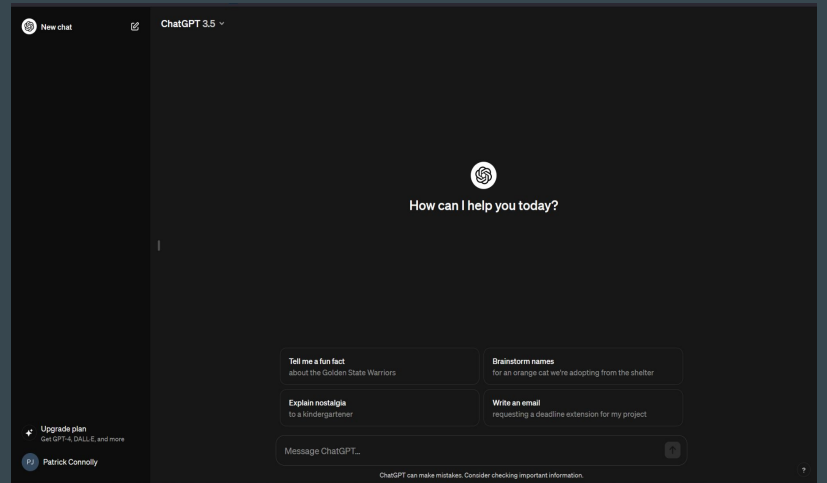 New chat
ChatGPT 3.5
How can I help you today?
Tell me a fun fact
about the Golden State Warriors
Brainstorm names
for an orange cat we're adopting from the shelter
Explain nostalgia
to a kindergartener
Write an email
requesting a deadline extension for my project
Upgrade plan
Get GPT-4, DALL·E, and more
PJ Patrick Connolly
Message ChatGPT...
ChatGPT can make mistakes. Consider checking important information.
?